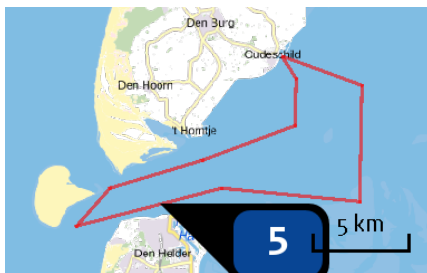 Den Burg
Oudeschild
Den Hoorn
't Horntje
5
5 km
Den Helder